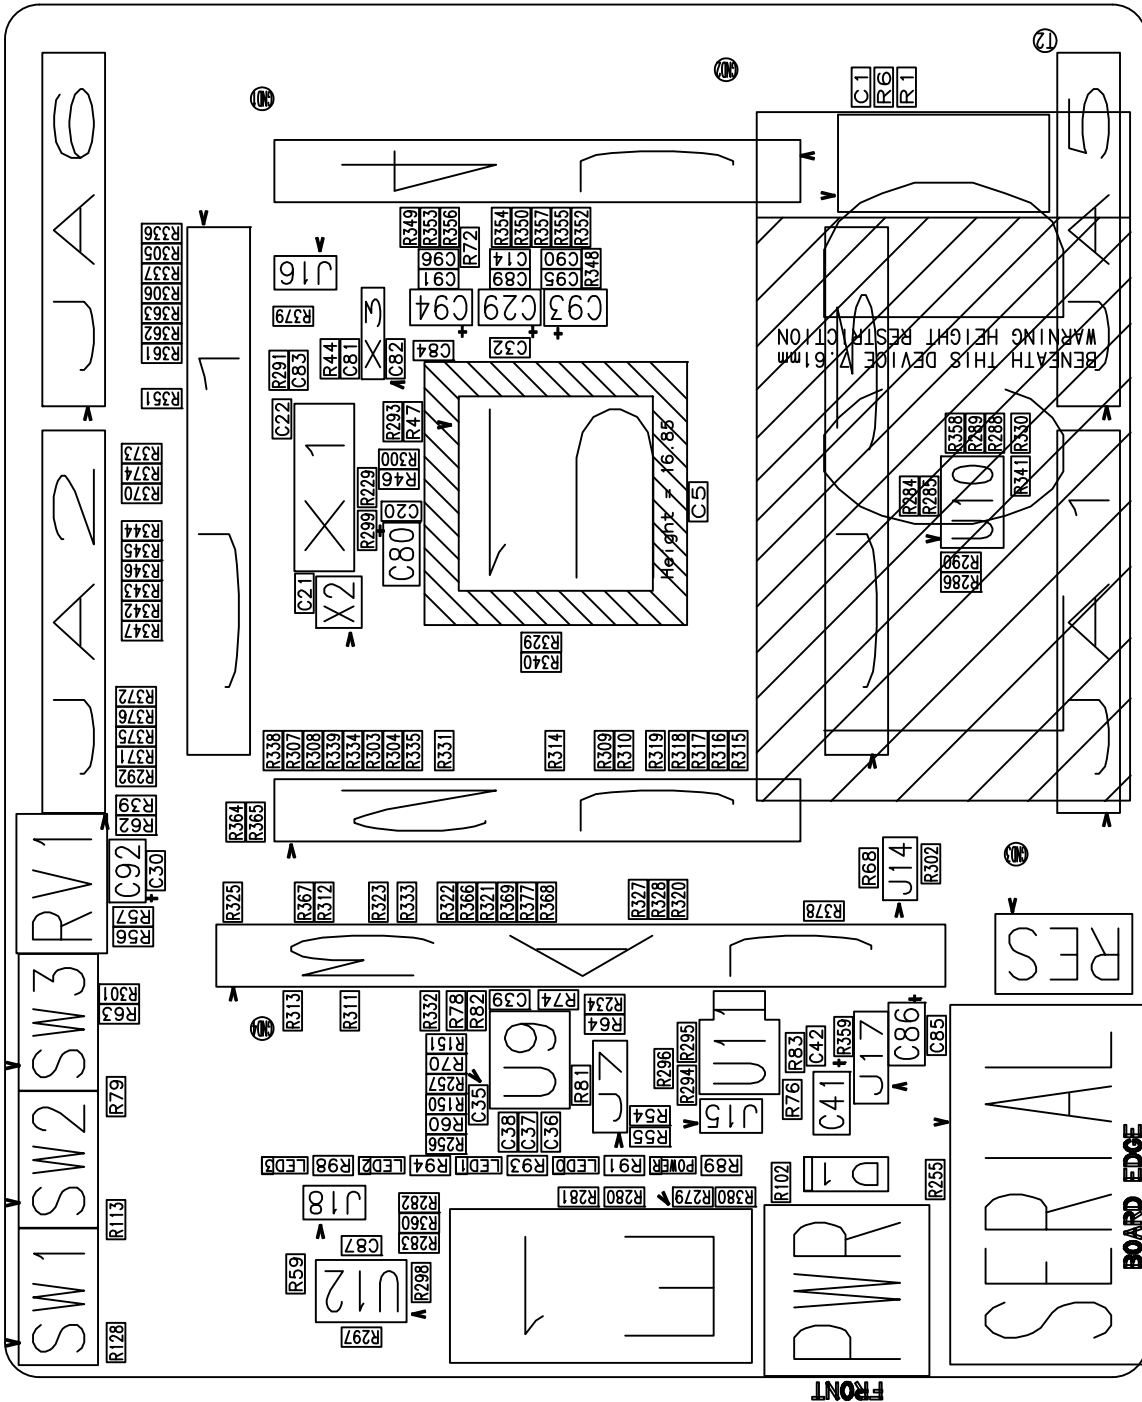 T2
GND1
GND2
JA6
C1
R6
R1
JA5
J4
R336
R305
R337
R306
R363
R362
R361
R351
J16
R379
R349
R353
R356
R72
R354
R350
R357
R355
R352
C96
C91
C14
C89
C90
C95
R348
C94
C29
C93
C84
C32
R291
C83
R44
C81
X3
C82
C22
R293
R47
J1
X1
R300
R46
R229
R299
C20
C80
C21
X2
U1
Height = 16.85
C5
WARNING HEIGHT RESTRICTION
BENEATH THIS DEVICE 7.61mm
R358
R289
R288
R330
R341
R284
R285
U10
R290
R286
JA2
R373
R374
R370
R344
R345
R346
R343
R342
R347
R329
R340
JA1
R372
R376
R375
R371
R292
R39
R62
R338
R307
R308
R339
R334
R303
R304
R335
R331
R314
R309
R310
R319
R318
R317
R316
R315
J2
R364
R365
RV1
C92
C30
R57
R56
R68
J14
R302
GND3
R325
R367
R312
R323
R333
R322
R366
R321
R369
R377
R368
R327
R328
R320
R378
JA3
RES
SW3
R301
R63
R313
R311
GND4
R332
R78
R82
C39
R74
R234
R64
R151
R70
R257
R150
R60
R256
C35
U9
R81
J7
C38
C37
C36
R54
R55
R296
R295
R294
U11
J15
R83
C42
R76
R359
C41
J17
C86
C85
R79
SW2
LED3
R98
LED2
R94
LED1
R93
LED0
R91
POWER
R89
R102
D1
R255
R113
J18
R282
R360
R283
R281
R280
R279
R380
SW1
R59
C87
U12
R298
R297
R128
E1
PWR
SERIAL
BOARD EDGE
FRONT